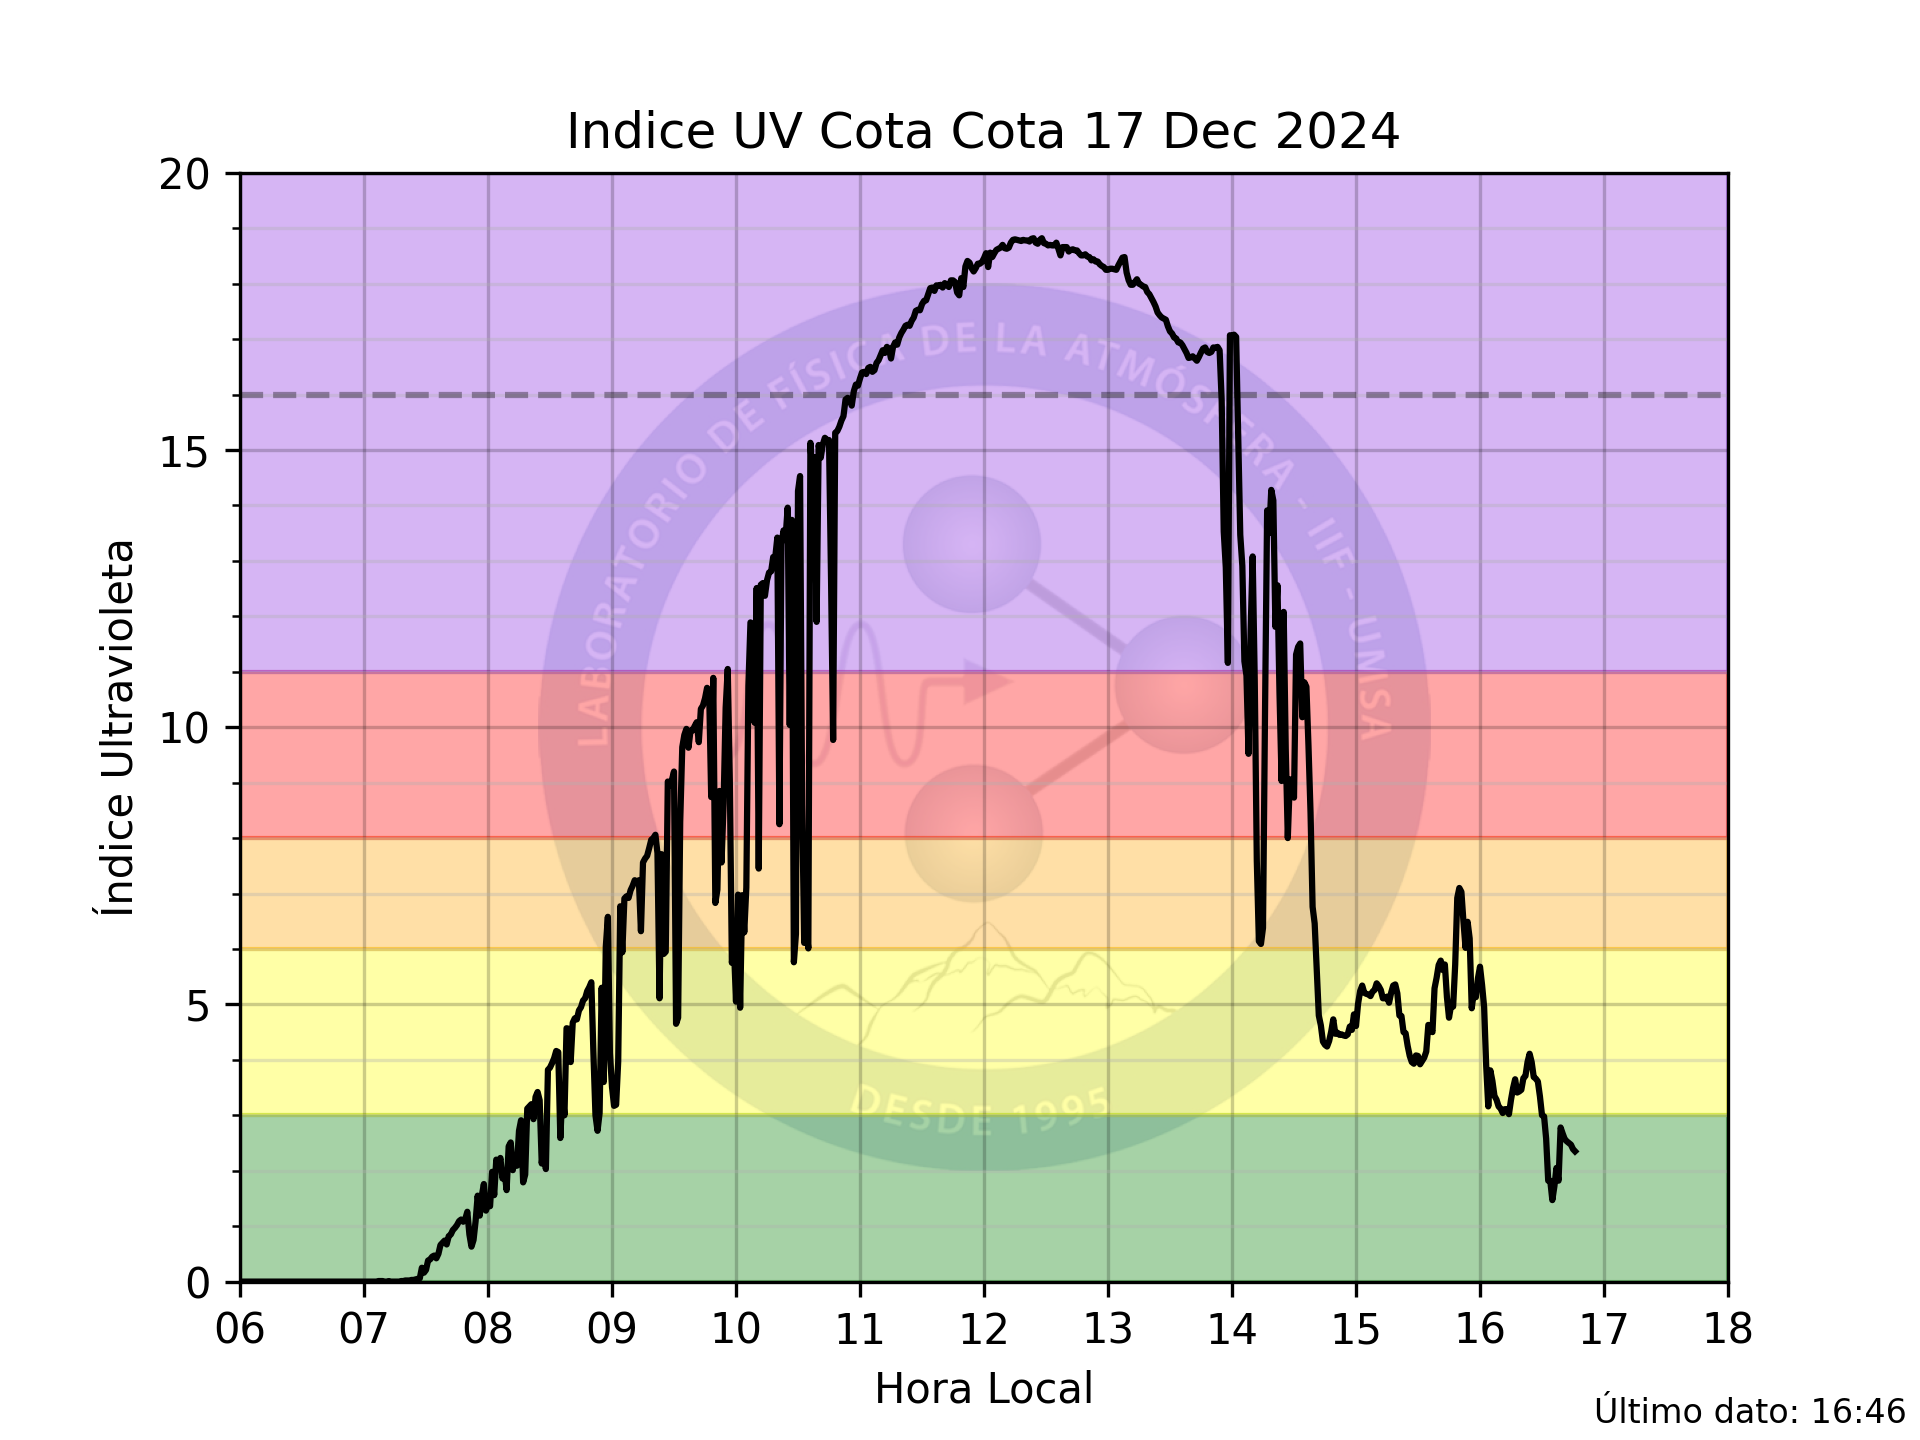 Indice UV Cota Cota 17 Dec 2024
20
15
10
5
0
Índice Ultravioleta
LABORATORIO DE FÍSICA DE LA ATMÓSFERA - IIF - UMSA
DESDE 1995
06 07 08 09 10 11 12 13 14 15 16 17 18
Hora Local
Último dato: 16:46